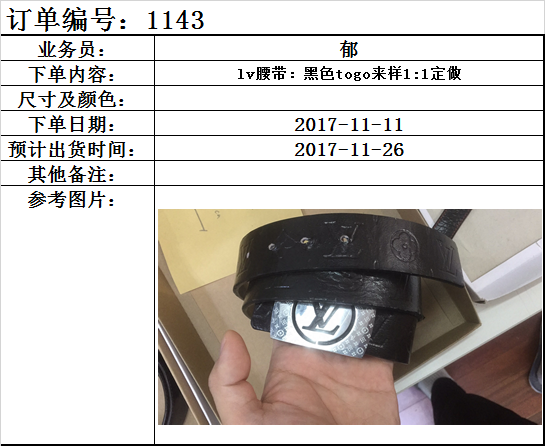 订单编号：1143
业务员： 郁
下单内容： lv腰带：黑色togo来样1:1定做
尺寸及颜色：
下单日期： 2017-11-11
预计出货时间： 2017-11-26
其他备注：
参考图片：
LV
LV